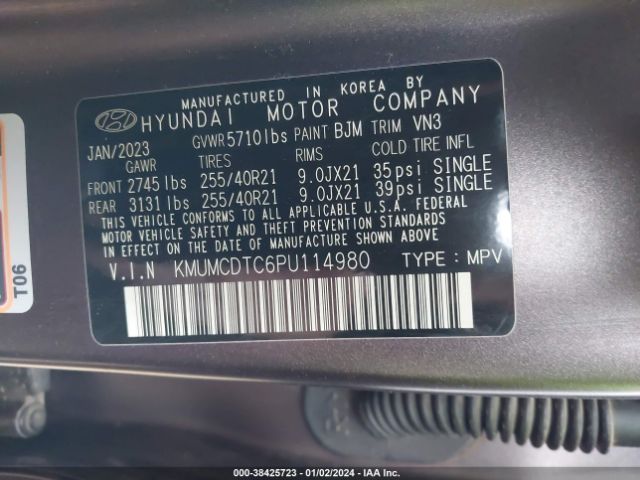 MANUFACTURED IN KOREA BY
HYUNDAI MOTOR COMPANY
JAN/2023 GVWR 5710lbs PAINT BJM TRIM VN3
GAWR TIRES RIMS COLD TIRE INFL
FRONT 2745 lbs 255/40R21 9.0JX21 35psi SINGLE
REAR 3131 lbs 255/40R21 9.0JX21 39psi SINGLE
THIS VEHICLE CONFORMS TO ALL APPLICABLE U.S.A. FEDERAL
MOTOR VEHICLE SAFETY, BUMPER, AND THEFT PREVENTION STANDARDS
IN EFFECT ON THE DATE OF MANUFACTURE SHOWN ABOVE.
V.I.N KMUMCDTC6PU114980 TYPE : MPV
T06
000-38425723 - 01/02/2024 - IAA Inc.